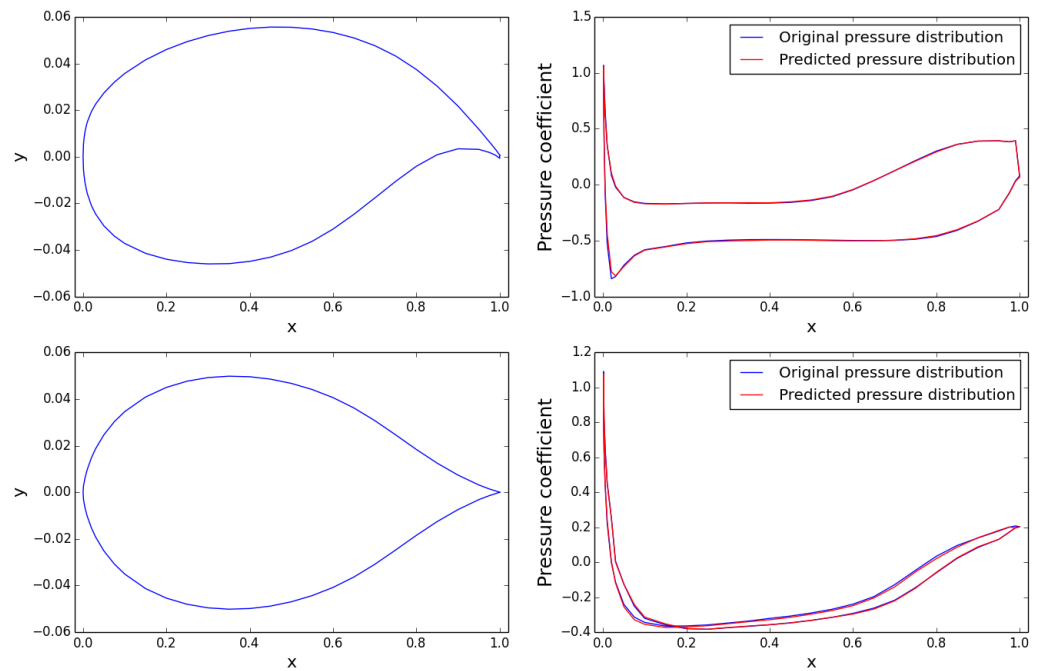 0.06
0.04
0.02
0.00
−0.02
−0.04
−0.06
y
0.0 0.2 0.4 0.6 0.8 1.0
x
1.5
1.0
0.5
0.0
−0.5
−1.0
Pressure coefficient
Original pressure distribution
Predicted pressure distribution
0.0 0.2 0.4 0.6 0.8 1.0
x
0.06
0.04
0.02
0.00
−0.02
−0.04
−0.06
y
0.0 0.2 0.4 0.6 0.8 1.0
x
1.2
1.0
0.8
0.6
0.4
0.2
0.0
−0.2
−0.4
Pressure coefficient
Original pressure distribution
Predicted pressure distribution
0.0 0.2 0.4 0.6 0.8 1.0
x